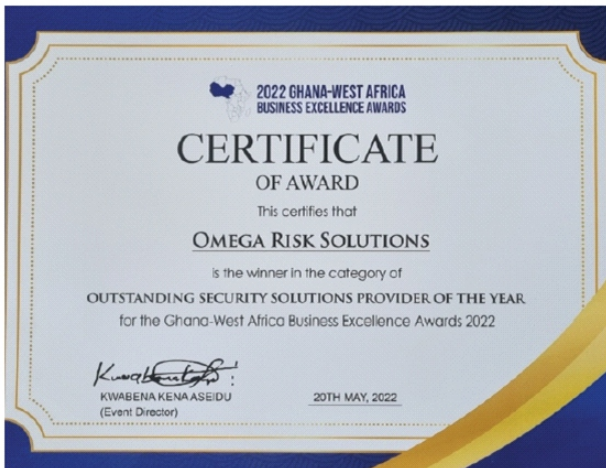 2022 GHANA-WEST AFRICA
BUSINESS EXCELLENCE AWARDS
CERTIFICATE
OF AWARD
This certifies that
OMEGA RISK SOLUTIONS
is the winner in the category of
OUTSTANDING SECURITY SOLUTIONS PROVIDER OF THE YEAR
for the Ghana-West Africa Business Excellence Awards 2022
KWABENA KENA ASEIDU
(Event Director)
20TH MAY, 2022